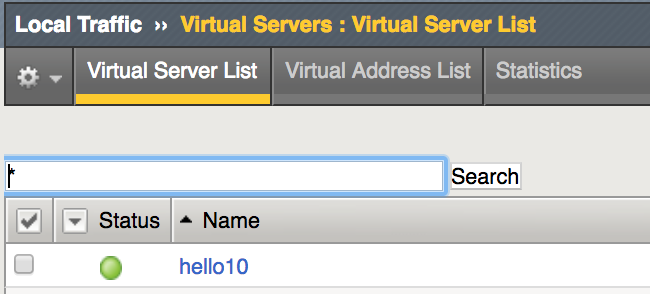 Local Traffic ›› Virtual Servers : Virtual Server List
Virtual Server List Virtual Address List Statistics
* Search
Status Name
hello10